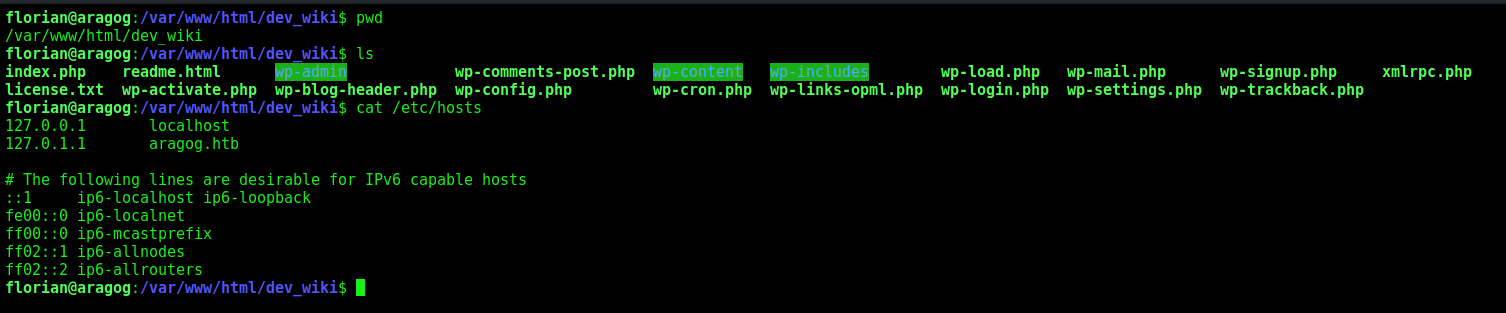 florian@aragog:/var/www/html/dev_wiki$ pwd
/var/www/html/dev_wiki
florian@aragog:/var/www/html/dev_wiki$ ls
index.php    readme.html      wp-admin            wp-comments-post.php  wp-content   wp-includes        wp-load.php   wp-mail.php      wp-signup.php     xmlrpc.php
license.txt  wp-activate.php  wp-blog-header.php  wp-config.php         wp-cron.php  wp-links-opml.php  wp-login.php  wp-settings.php  wp-trackback.php
florian@aragog:/var/www/html/dev_wiki$ cat /etc/hosts
127.0.0.1       localhost
127.0.1.1       aragog.htb
# The following lines are desirable for IPv6 capable hosts
::1     ip6-localhost ip6-loopback
fe00::0 ip6-localnet
ff00::0 ip6-mcastprefix
ff02::1 ip6-allnodes
ff02::2 ip6-allrouters
florian@aragog:/var/www/html/dev_wiki$